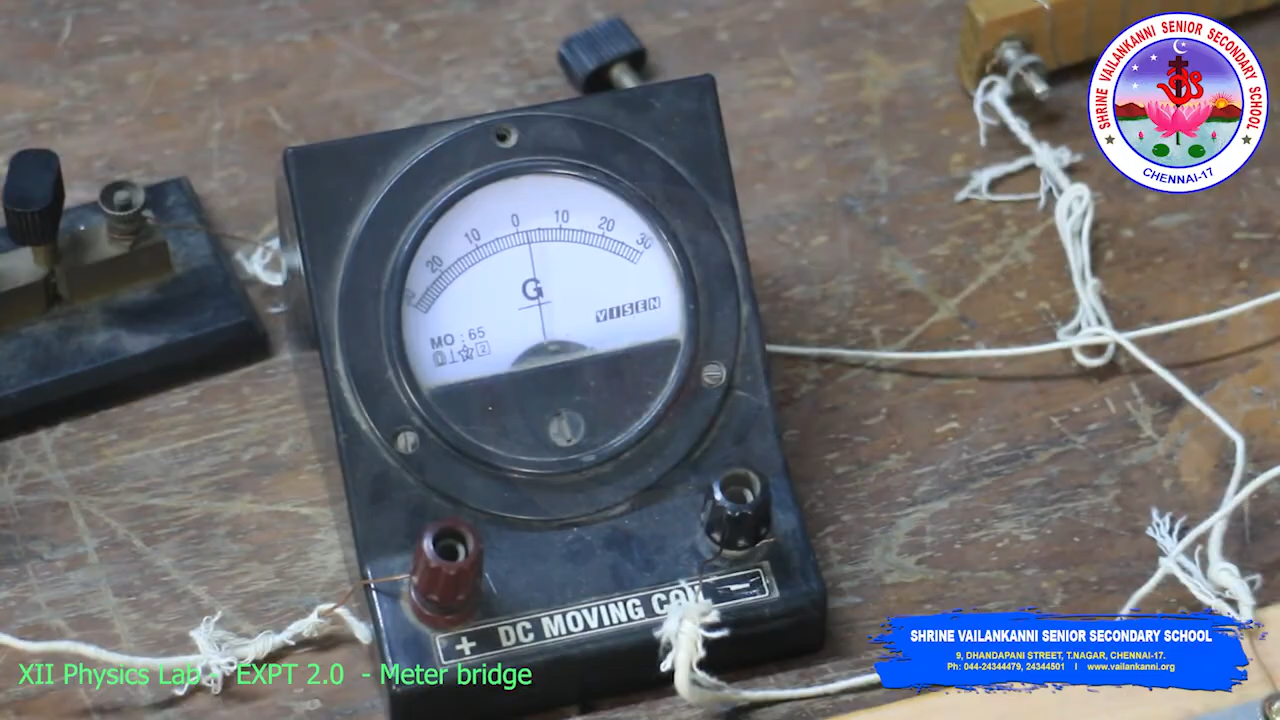 SHRINE VAILANKANNI SENIOR SECONDARY SCHOOL
CHENNAI-17
20 10 0 10 20 30
G
VISEN
MO : 65
2
+ DC MOVING COIL -
XII Physics Lab - EXPT 2.0 - Meter bridge
SHRINE VAILANKANNI SENIOR SECONDARY SCHOOL
9, DHANDAPANI STREET, T.NAGAR, CHENNAI-17.
Ph: 044-24344479, 24344501 I www.vailankanni.org